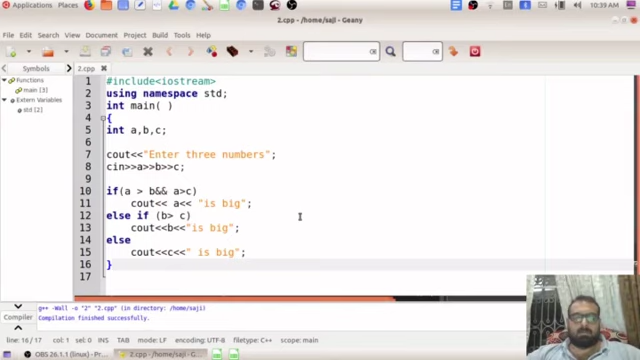 10:39 AM
2.cpp - /home/saji - Geany
File Edit Search View Document Project Build Tools Help
Symbols
2.cpp
Functions
main [3]
Extern Variables
std [2]
1 #include<iostream>
2 using namespace std;
3 int main( )
4 {
5 int a,b,c;
6
7 cout<<"Enter three numbers";
8 cin>>a>>b>>c;
9
10 if(a > b&& a>c)
11 cout<< a<< "is big";
12 else if (b> c)
13 cout<<b<<"is big";
14 else
15 cout<<c<<" is big";
16 }
17
g++ -Wall -o "2" "2.cpp" (in directory: /home/saji)
Compilation finished successfully.
Compiler
line: 16 / 17 col: 1 sel: 0 INS TAB mode: LF encoding: UTF-8 filetype: C++ scope: main
OBS 26.1.1 (linux) - Pr...
2.cpp - /home/saji - G...